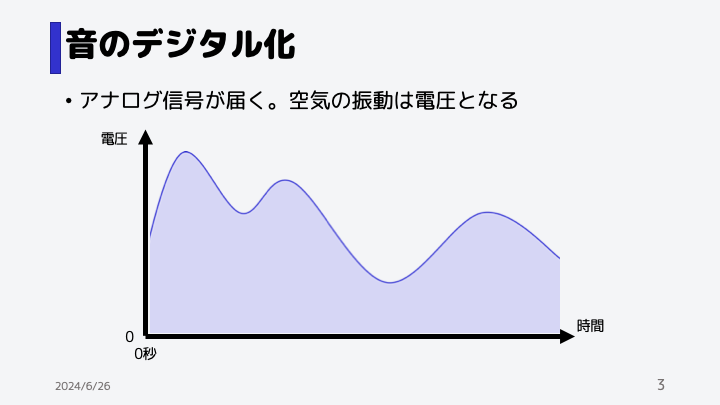 音のデジタル化
• アナログ信号が届く。空気の振動は電圧となる
電圧
時間
0
0秒
2024/6/26
3